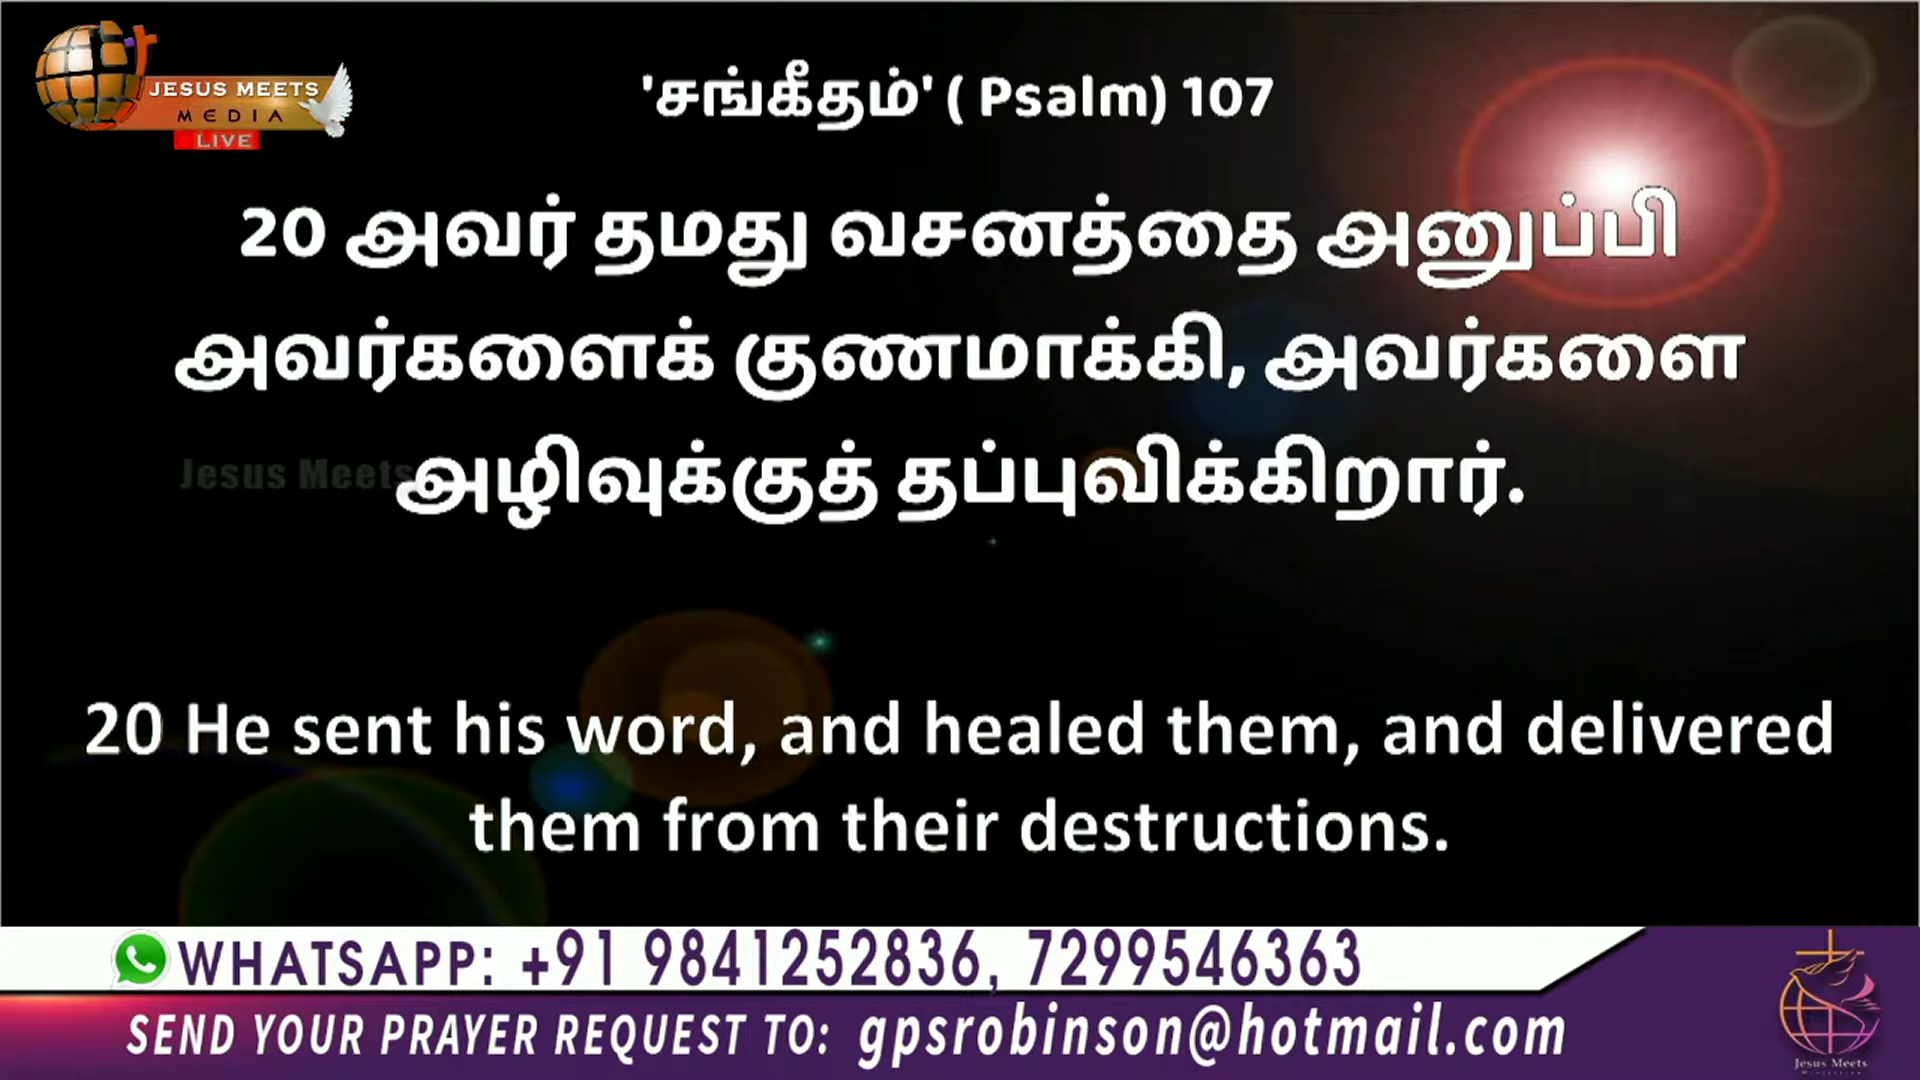 JESUS MEETS
MEDIA
LIVE
'சங்கீதம்' ( Psalm) 107
20 அவர் தமது வசனத்தை அனுப்பி
அவர்களைக் குணமாக்கி, அவர்களை
அழிவுக்குத் தப்புவிக்கிறார்.
Jesus Meets
20 He sent his word, and healed them, and delivered
them from their destructions.
WHATSAPP: +91 9841252836, 7299546363
SEND YOUR PRAYER REQUEST TO: gpsrobinson@hotmail.com
Jesus Meets